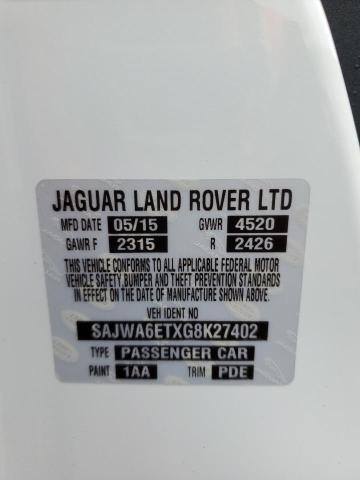 JAGUAR LAND ROVER LTD
MFD DATE 05/15 GVWR 4520
GAWR F 2315 R 2426
THIS VEHICLE CONFORMS TO ALL APPLICABLE FEDERAL MOTOR
VEHICLE SAFETY, BUMPER AND THEFT PREVENTION STANDARDS
IN EFFECT ON THE DATE OF MANUFACTURE SHOWN ABOVE
VEH IDENT NO
SAJWA6ETXG8K27402
TYPE PASSENGER CAR
PAINT 1AA TRIM PDE